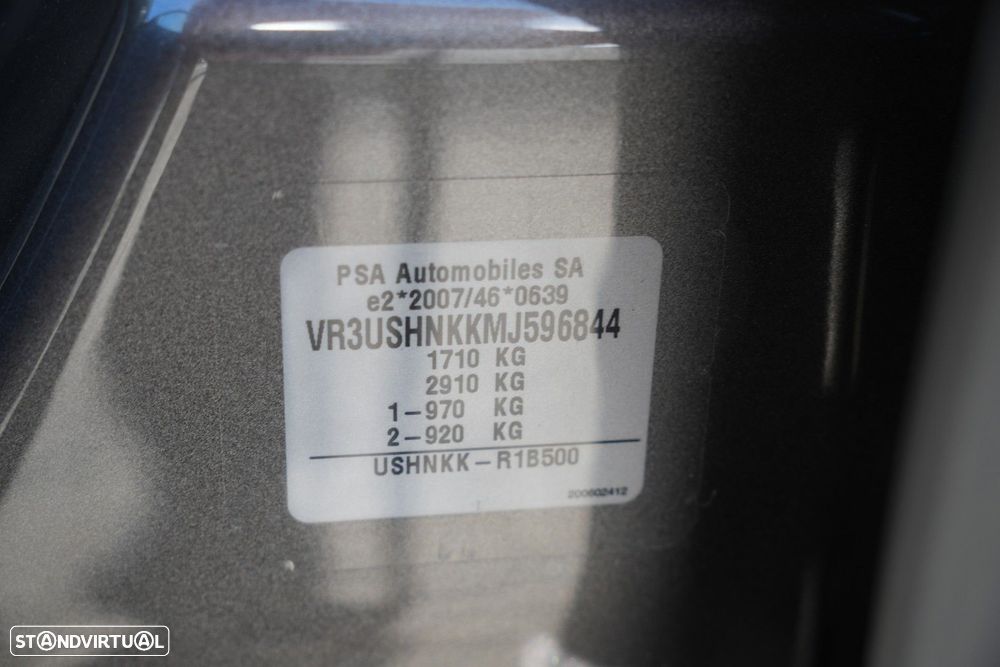 PSA Automobiles SA
e2*2007/46*0639
VR3USHNKKMJ596844
1710 KG
2910 KG
1-970 KG
2-920 KG
USHNKK-R1B500
200602412
STANDVIRTUAL